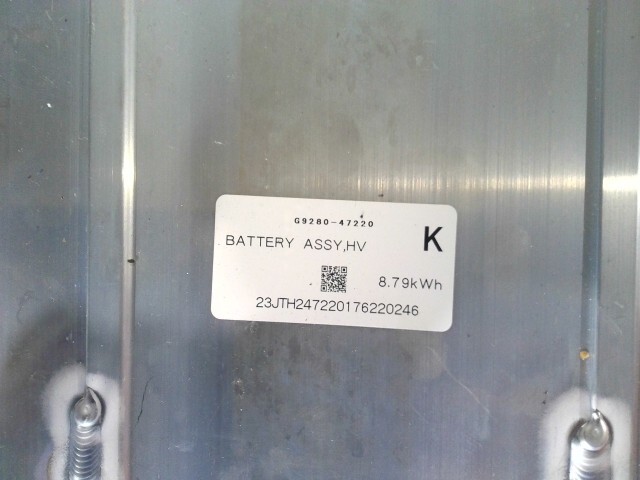 G9280-47220
BATTERY ASSY,HV
K
8.79kWh
23JTH247220176220246